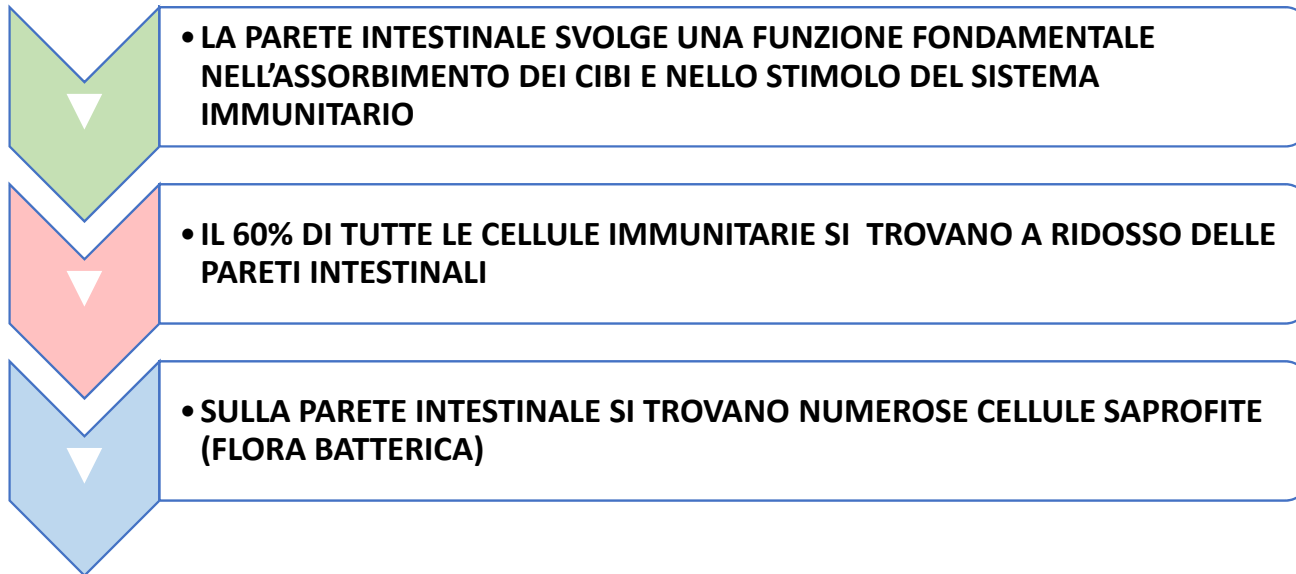 • LA PARETE INTESTINALE SVOLGE UNA FUNZIONE FONDAMENTALE
NELL’ASSORBIMENTO DEI CIBI E NELLO STIMOLO DEL SISTEMA
IMMUNITARIO
• IL 60% DI TUTTE LE CELLULE IMMUNITARIE SI  TROVANO A RIDOSSO DELLE
PARETI INTESTINALI
• SULLA PARETE INTESTINALE SI TROVANO NUMEROSE CELLULE SAPROFITE
(FLORA BATTERICA)